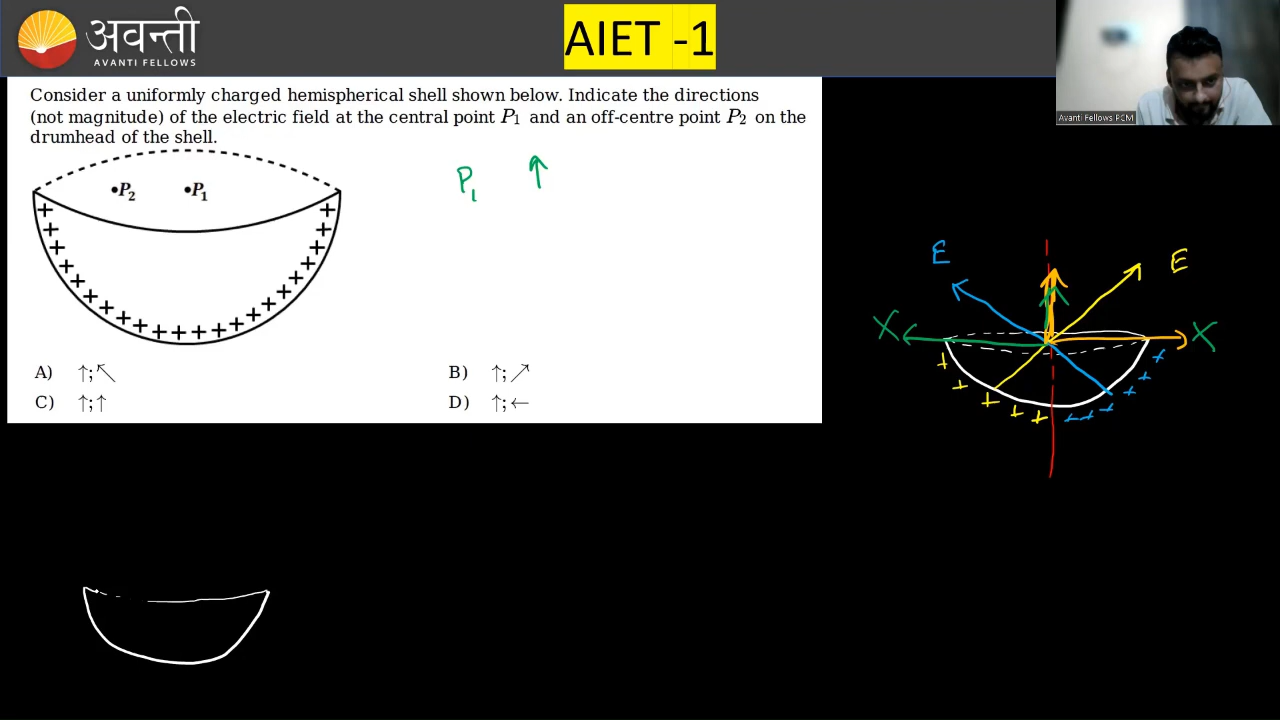 अवन्ती
AVANTI FELLOWS
AIET -1
Avanti Fellows PCM
Consider a uniformly charged hemispherical shell shown below. Indicate the directions
(not magnitude) of the electric field at the central point P₁ and an off-centre point P₂ on the
drumhead of the shell.
•P₂ •P₁
+ + + + + + + + + + + + + + + + + + + + + + +
A) ↑;↖ B) ↑;↗
C) ↑;↑ D) ↑;←
P₁ ↑
E E
X X
+ + + + + + + + + +